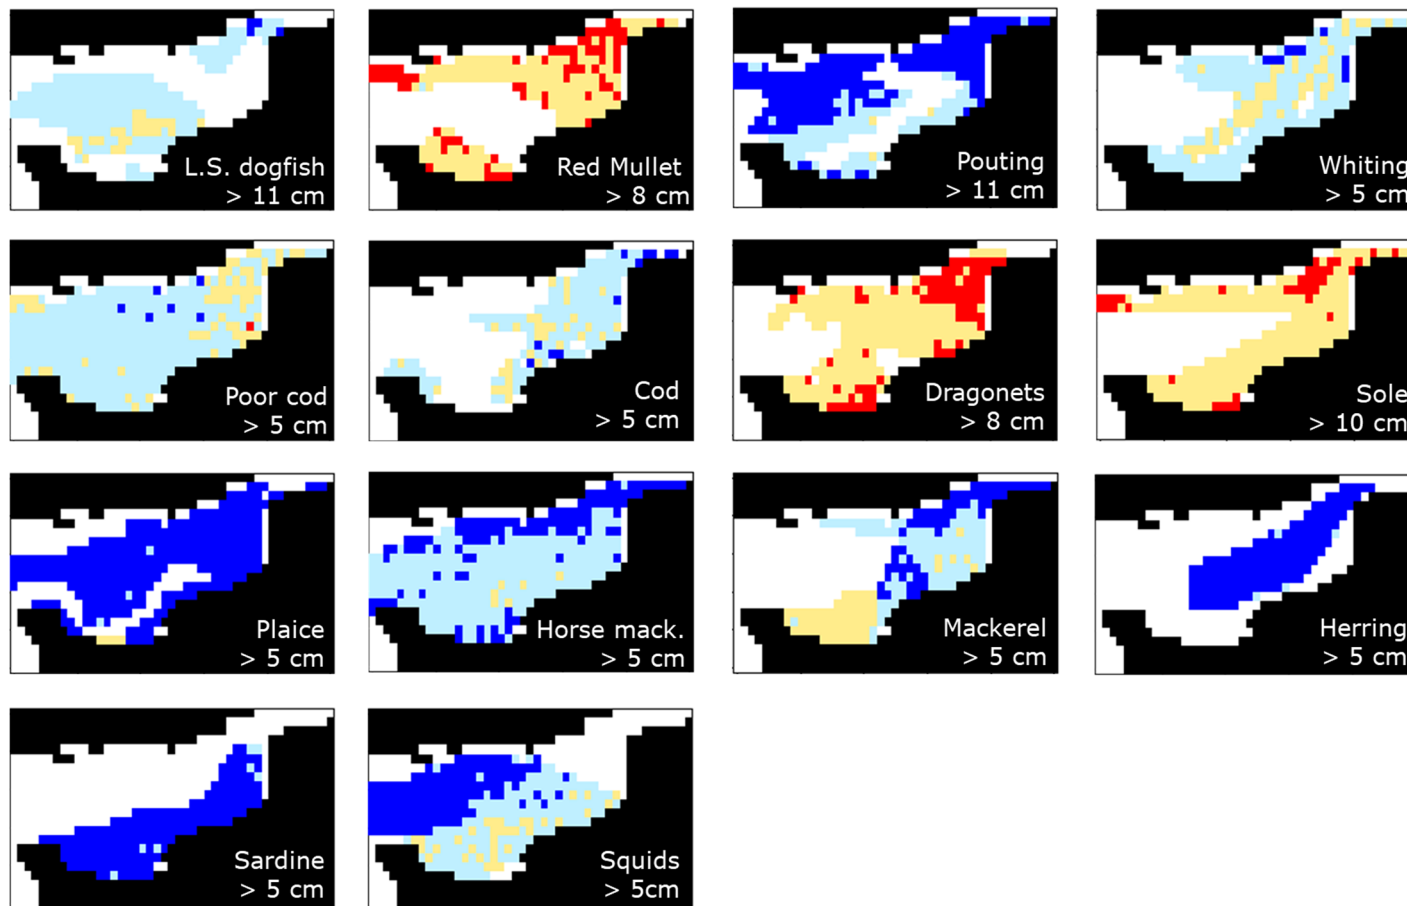 L.S. dogfish
> 11 cm
Red Mullet
> 8 cm
Pouting
> 11 cm
Whiting
> 5 cm
Poor cod
> 5 cm
Cod
> 5 cm
Dragonets
> 8 cm
Sole
> 10 cm
Plaice
> 5 cm
Horse mack.
> 5 cm
Mackerel
> 5 cm
Herring
> 5 cm
Sardine
> 5 cm
Squids
> 5cm